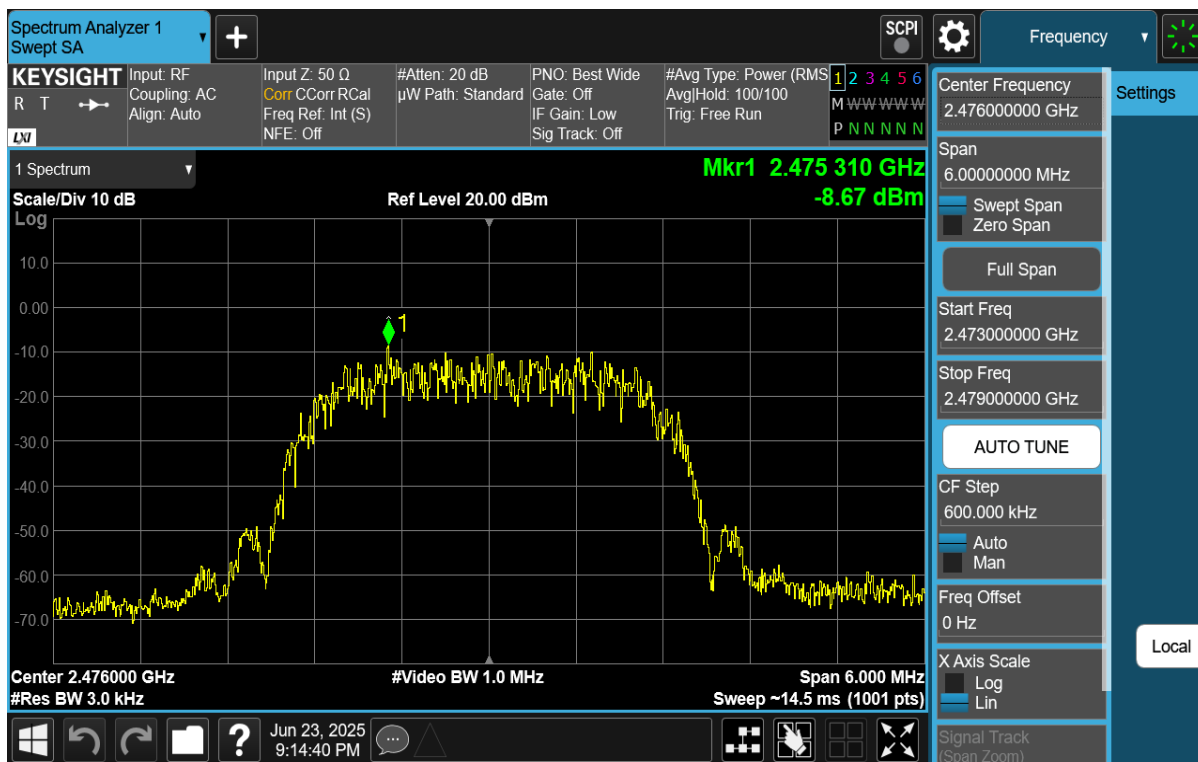 Spectrum Analyzer 1
Swept SA
+
SCPI
Frequency
KEYSIGHT
R T
LXI
Input: RF
Coupling: AC
Align: Auto
Input Z: 50 Ω
Corr CCorr RCal
Freq Ref: Int (S)
NFE: Off
#Atten: 20 dB
µW Path: Standard
PNO: Best Wide
Gate: Off
IF Gain: Low
Sig Track: Off
#Avg Type: Power (RMS
Avg|Hold: 100/100
Trig: Free Run
1 2 3 4 5 6
M W W W W W
P N N N N N
1 Spectrum
Mkr1 2.475 310 GHz
-8.67 dBm
Scale/Div 10 dB
Ref Level 20.00 dBm
Log
10.0
0.00
-10.0
-20.0
-30.0
-40.0
-50.0
-60.0
-70.0
1
Center 2.476000 GHz
#Video BW 1.0 MHz
Span 6.000 MHz
#Res BW 3.0 kHz
Sweep ~14.5 ms (1001 pts)
Center Frequency
2.476000000 GHz
Settings
Span
6.00000000 MHz
Swept Span
Zero Span
Full Span
Start Freq
2.473000000 GHz
Stop Freq
2.479000000 GHz
AUTO TUNE
CF Step
600.000 kHz
Auto
Man
Freq Offset
0 Hz
Local
X Axis Scale
Log
Lin
Signal Track
(Span Zoom)
?
Jun 23, 2025
9:14:40 PM